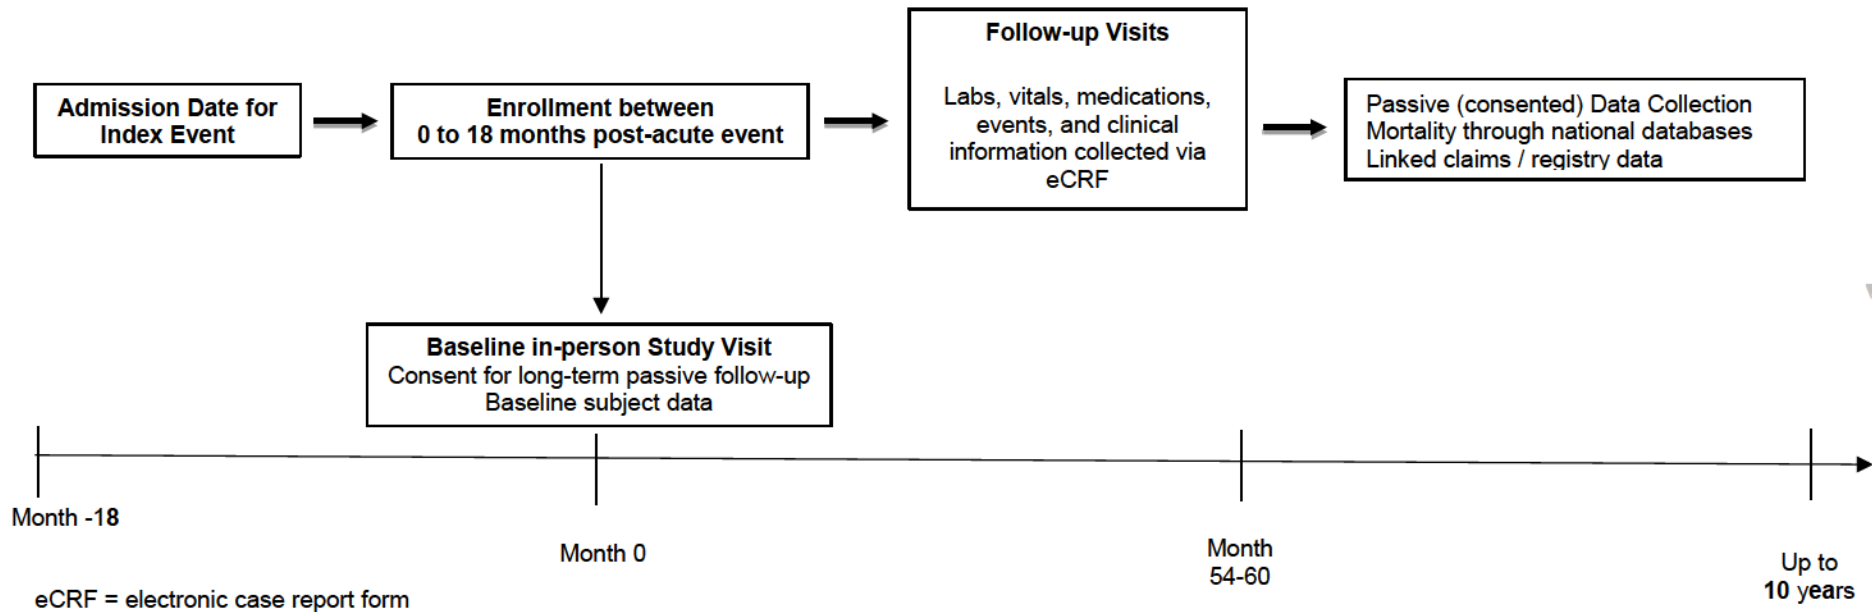 Admission Date for
Index Event
Enrollment between
0 to 18 months post-acute event
Follow-up Visits
Labs, vitals, medications,
events, and clinical
information collected via
eCRF
Passive (consented) Data Collection
Mortality through national databases
Linked claims / registry data
Baseline in-person Study Visit
Consent for long-term passive follow-up
Baseline subject data
Month -18
Month 0
Month
54-60
Up to
10 years
eCRF = electronic case report form